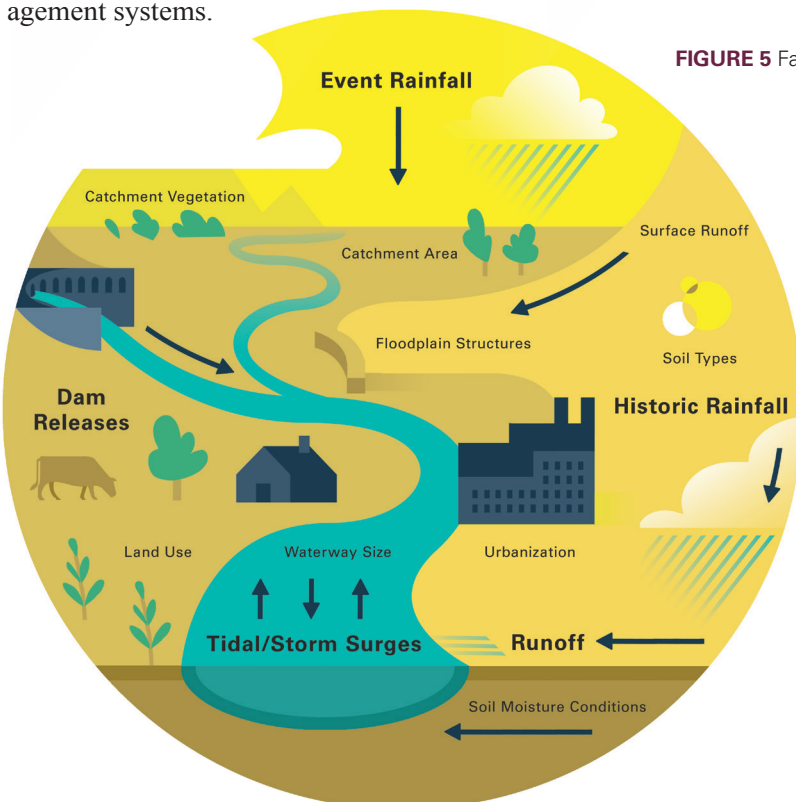 agement systems.
FIGURE 5 Fa
Event Rainfall
Catchment Vegetation
Surface Runoff
Catchment Area
Floodplain Structures
Soil Types
Dam
Releases
Historic Rainfall
Land Use
Waterway Size
Urbanization
Tidal/Storm Surges
Runoff
Soil Moisture Conditions